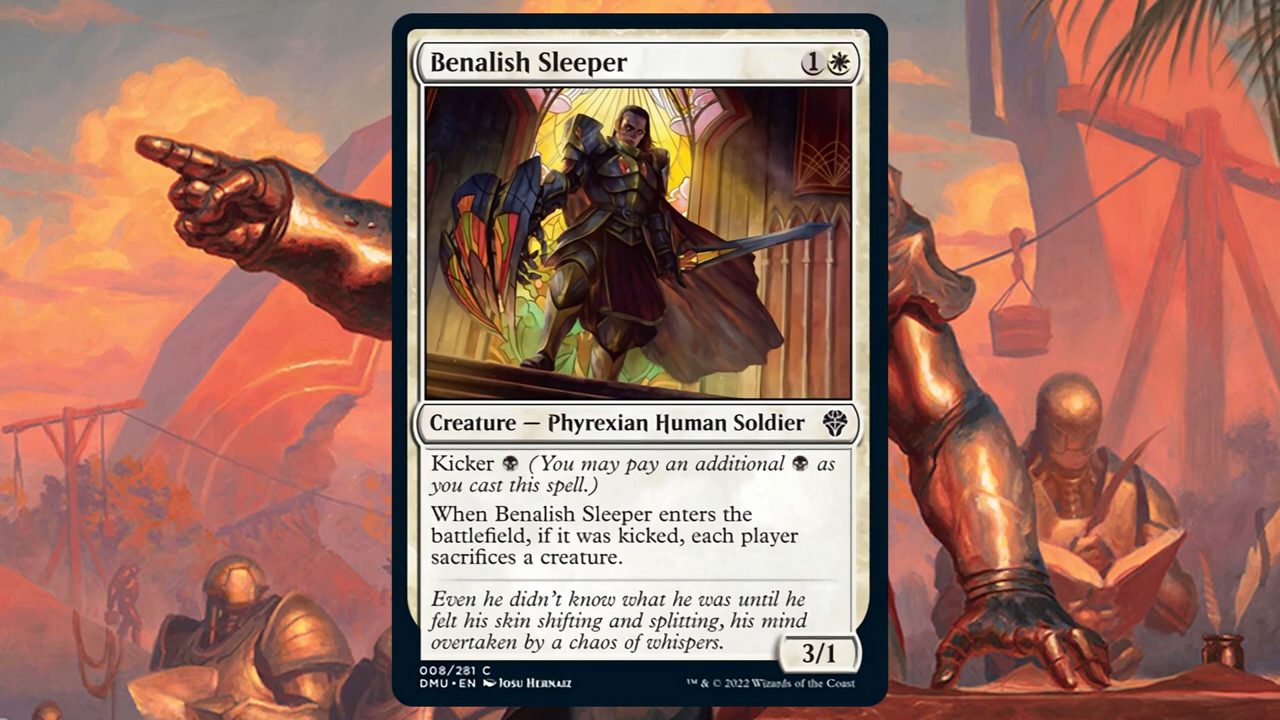 Benalish Sleeper 1
Creature — Phyrexian Human Soldier
Kicker (You may pay an additional as
you cast this spell.)
When Benalish Sleeper enters the
battlefield, if it was kicked, each player
sacrifices a creature.
Even he didn't know what he was until he
felt his skin shifting and splitting, his mind
overtaken by a chaos of whispers.
3/1
008/281 C
DMU • EN Josu Hernaiz
™ & © 2022 Wizards of the Coast